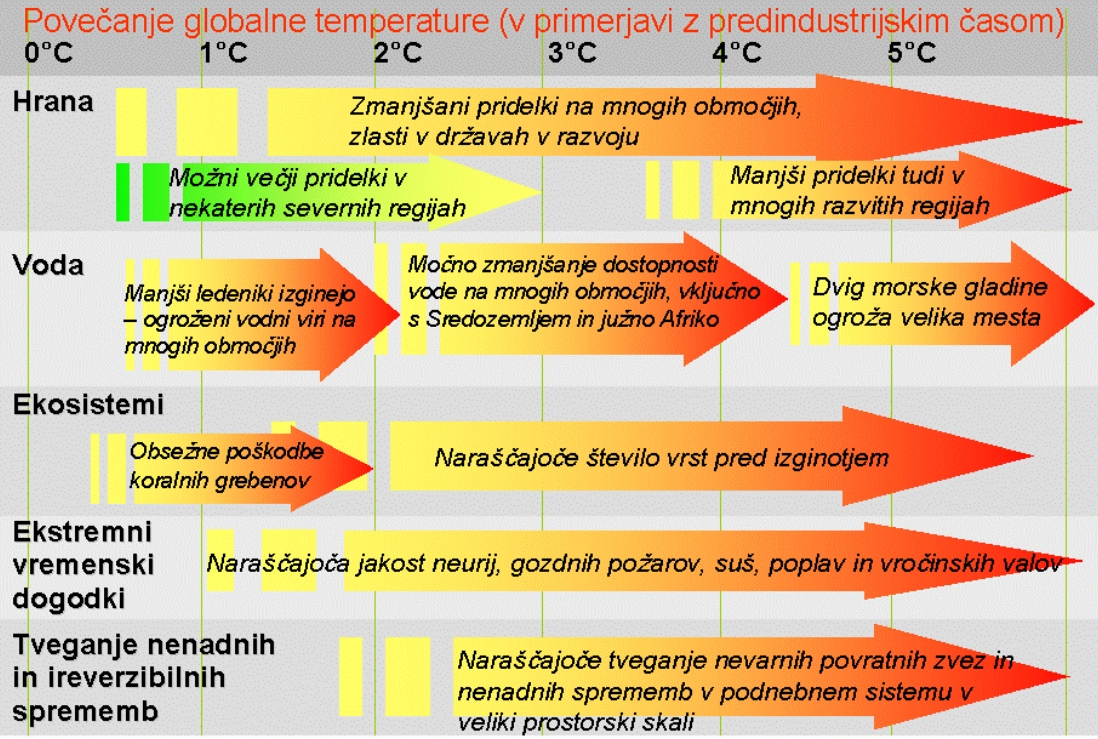 Povečanje globalne temperature (v primerjavi z predindustrijskim časom)
0°C 1°C 2°C 3°C 4°C 5°C
Hrana
Zmanjšani pridelki na mnogih območjih,
zlasti v državah v razvoju
Možni večji pridelki v
nekaterih severnih regijah
Manjši pridelki tudi v
mnogih razvitih regijah
Voda
Manjši ledeniki izginejo
– ogroženi vodni viri na
mnogih območjih
Močno zmanjšanje dostopnosti
vode na mnogih območjih, vključno
s Sredozemljem in južno Afriko
Dvig morske gladine
ogroža velika mesta
Ekosistemi
Obsežne poškodbe
koralnih grebenov
Naraščajoče število vrst pred izginotjem
Ekstremni
vremenski
dogodki
Naraščajoča jakost neurij, gozdnih požarov, suš, poplav in vročinskih valov
Tveganje nenadnih
in ireverzibilnih
sprememb
Naraščajoče tveganje nevarnih povratnih zvez in
nenadnih sprememb v podnebnem sistemu v
veliki prostorski skali